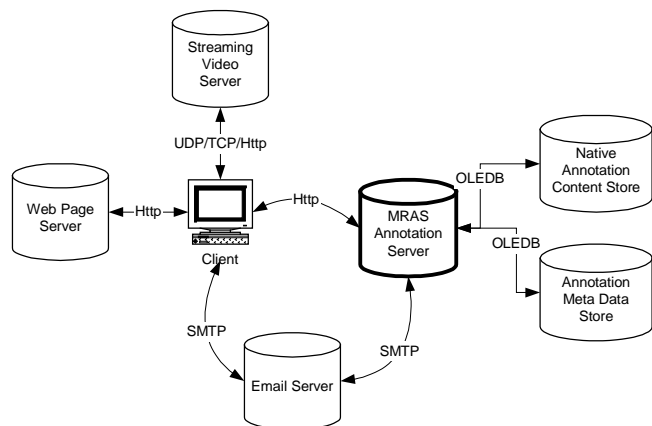 Streaming
Video
Server
UDP/TCP/Http
Web Page
Server
Http
Client
Http
MRAS
Annotation
Server
OLEDB
Native
Annotation
Content Store
OLEDB
Annotation
Meta Data
Store
SMTP
Email Server
SMTP